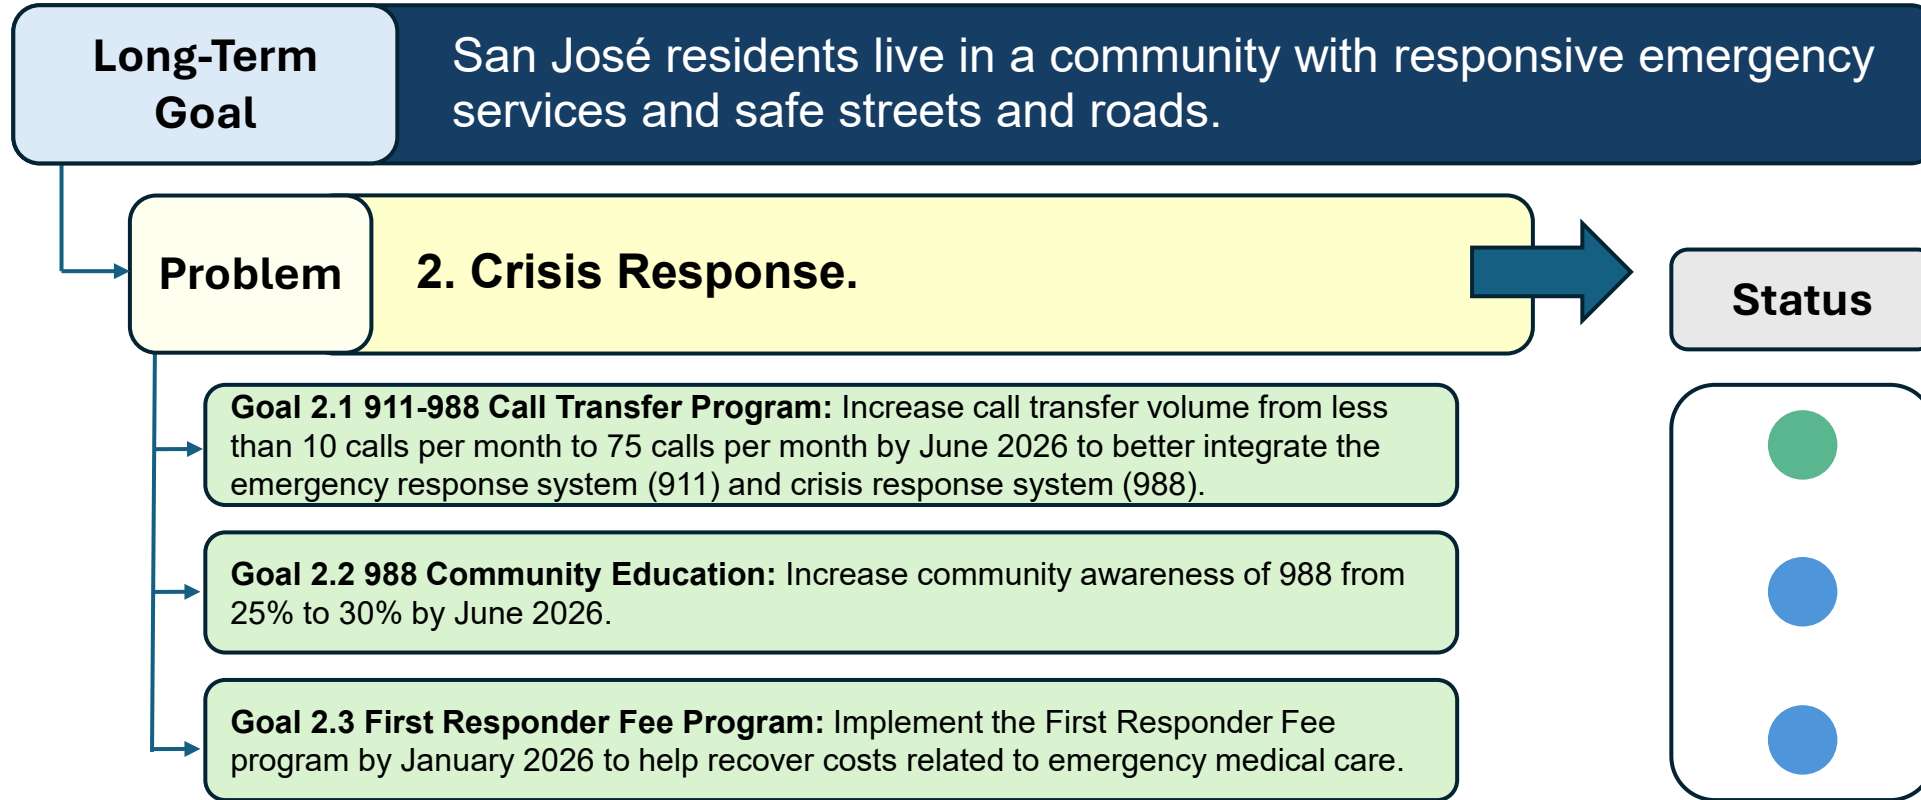 Long-Term
Goal
San José residents live in a community with responsive emergency
services and safe streets and roads.
Problem
2. Crisis Response.
Status
Goal 2.1 911-988 Call Transfer Program: Increase call transfer volume from less
than 10 calls per month to 75 calls per month by June 2026 to better integrate the
emergency response system (911) and crisis response system (988).
Goal 2.2 988 Community Education: Increase community awareness of 988 from
25% to 30% by June 2026.
Goal 2.3 First Responder Fee Program: Implement the First Responder Fee
program by January 2026 to help recover costs related to emergency medical care.